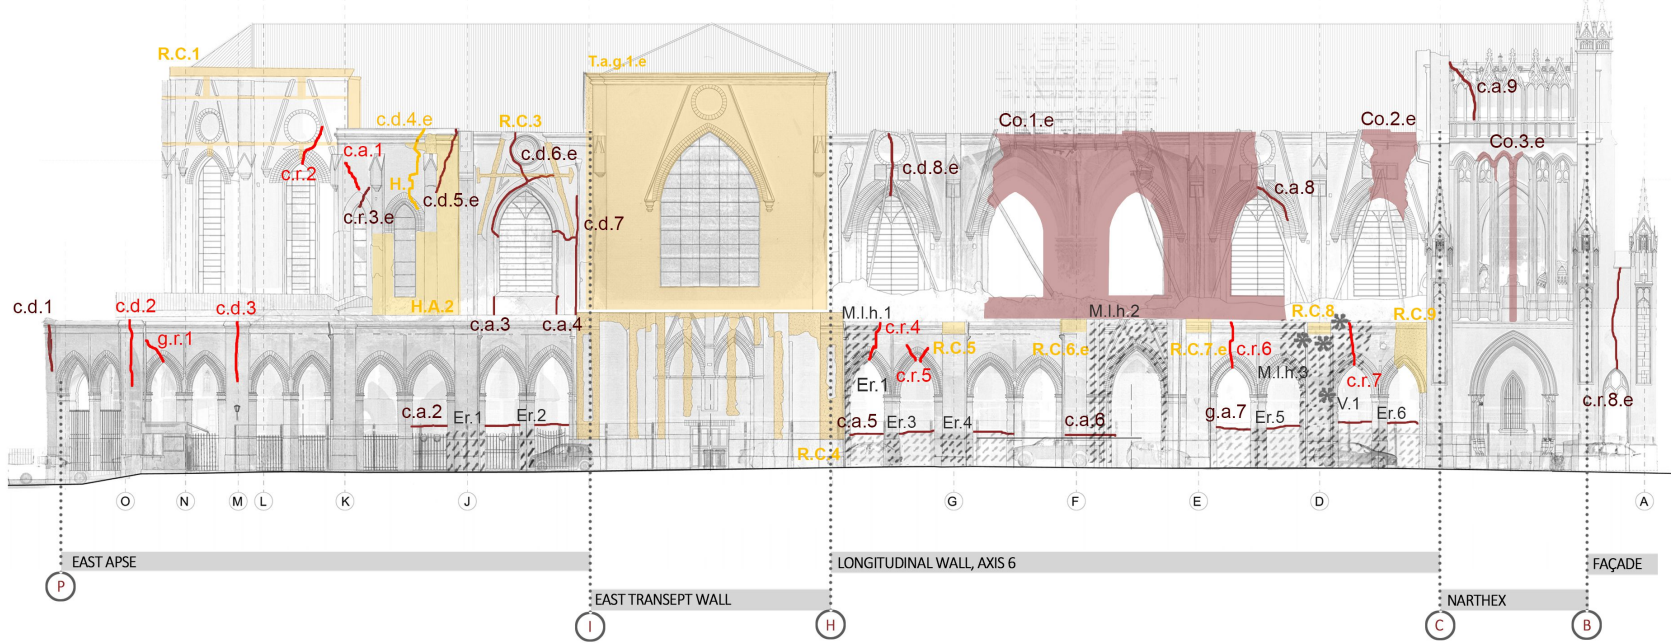 R.C.1
T.a.g.1.e
c.a.9
c.d.4.e
R.C.3
Co.1.e
Co.2.e
c.a.1
c.d.6.e
Co.3.e
c.r.2
H.
c.d.8.e
c.a.8
c.r.3.e
c.d.5.e
c.d.7
c.d.1
c.d.2
c.d.3
H.A.2
c.a.3
c.a.4
M.l.h.1
M.l.h.2
R.C.8
R.C.9
g.r.1
c.r.4
R.C.5
R.C.6.e
R.C.7.e
c.r.6
c.r.5
M.l.h.3
c.r.7
Er.1
c.r.8.e
c.a.2
Er.1
Er.2
c.a.5
Er.3
Er.4
c.a.6
g.a.7
Er.5
V.1
Er.6
R.C.4
O
N
M
L
K
J
G
F
E
D
A
EAST APSE
LONGITUDINAL WALL, AXIS 6
FAÇADE
P
EAST TRANSEPT WALL
NARTHEX
I
H
C
B